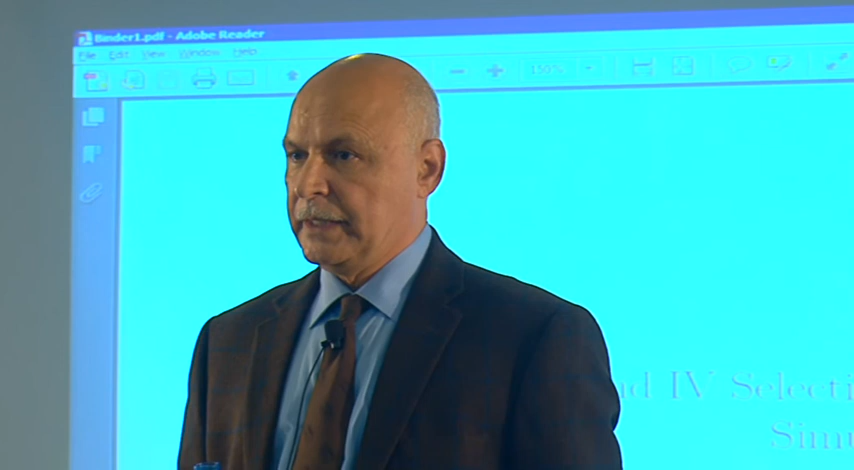 Binder1.pdf - Adobe Reader
File Edit View Window Help
150%
nd IV Selecti
Simu